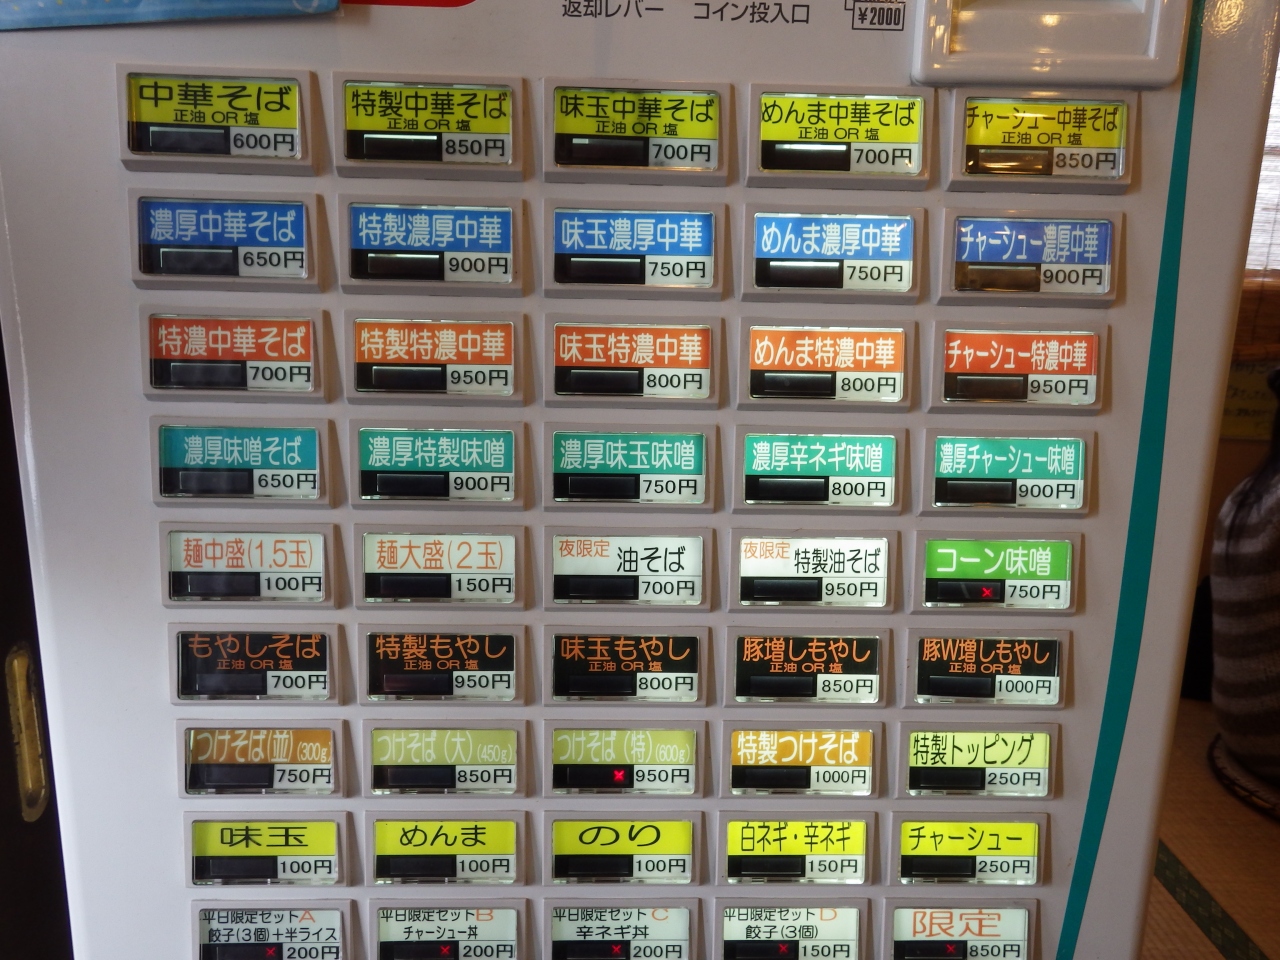 返却レバー コイン投入口
¥2000
中華そば
正油 OR 塩
600円
特製中華そば
正油 OR 塩
850円
味玉中華そば
正油 OR 塩
700円
めんま中華そば
正油 OR 塩
700円
チャーシュー中華そば
正油 OR 塩
850円
濃厚中華そば
650円
特製濃厚中華
900円
味玉濃厚中華
750円
めんま濃厚中華
750円
チャーシュー濃厚中華
900円
特濃中華そば
700円
特製特濃中華
950円
味玉特濃中華
800円
めんま特濃中華
800円
チャーシュー特濃中華
950円
濃厚味噌そば
650円
濃厚特製味噌
900円
濃厚味玉味噌
750円
濃厚辛ネギ味噌
800円
濃厚チャーシュー味噌
900円
麺中盛(1.5玉)
100円
麺大盛(2玉)
150円
夜限定 油そば
700円
夜限定 特製油そば
950円
コーン味噌
750円
もやしそば
正油 OR 塩
700円
特製もやし
正油 OR 塩
950円
味玉もやし
正油 OR 塩
800円
豚増しもやし
正油 OR 塩
850円
豚W増しもやし
正油 OR 塩
1000円
つけそば(並)(300g)
750円
つけそば(大)(450g)
850円
つけそば(特)(600g)
950円
特製つけそば
1000円
特製トッピング
250円
味玉
100円
めんま
100円
のり
100円
白ネギ・辛ネギ
150円
チャーシュー
250円
平日限定セットA
餃子(3個)+半ライス
200円
平日限定セットB
チャーシュー丼
200円
平日限定セットC
辛ネギ丼
200円
平日限定セットD
餃子(3個)
150円
限定
850円